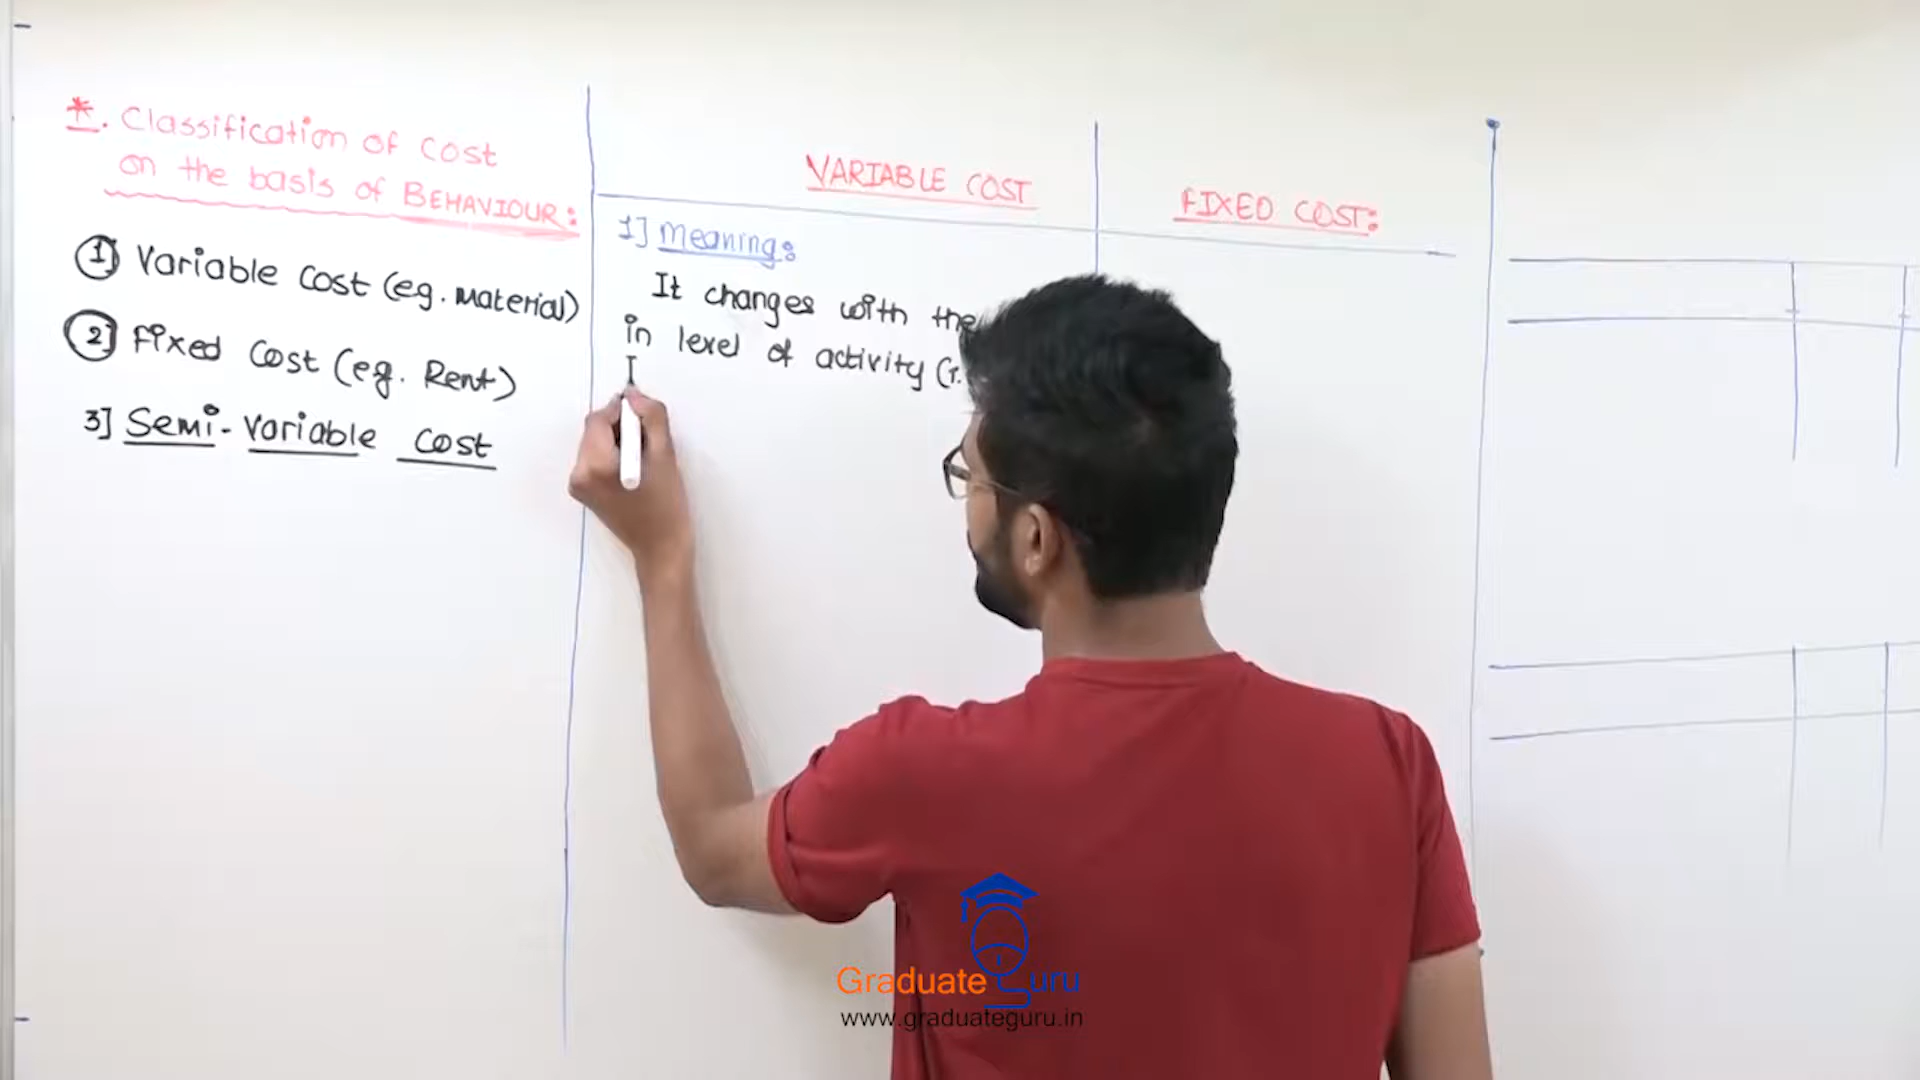 *. Classification of cost
on the basis of BEHAVIOUR:
1] Variable cost (eg. material)
2] Fixed cost (eg. Rent)
3] Semi-variable cost
VARIABLE COST
1] Meaning:
It changes with the
in level of activity (
FIXED COST:
Graduate Guru
www.graduateguru.in